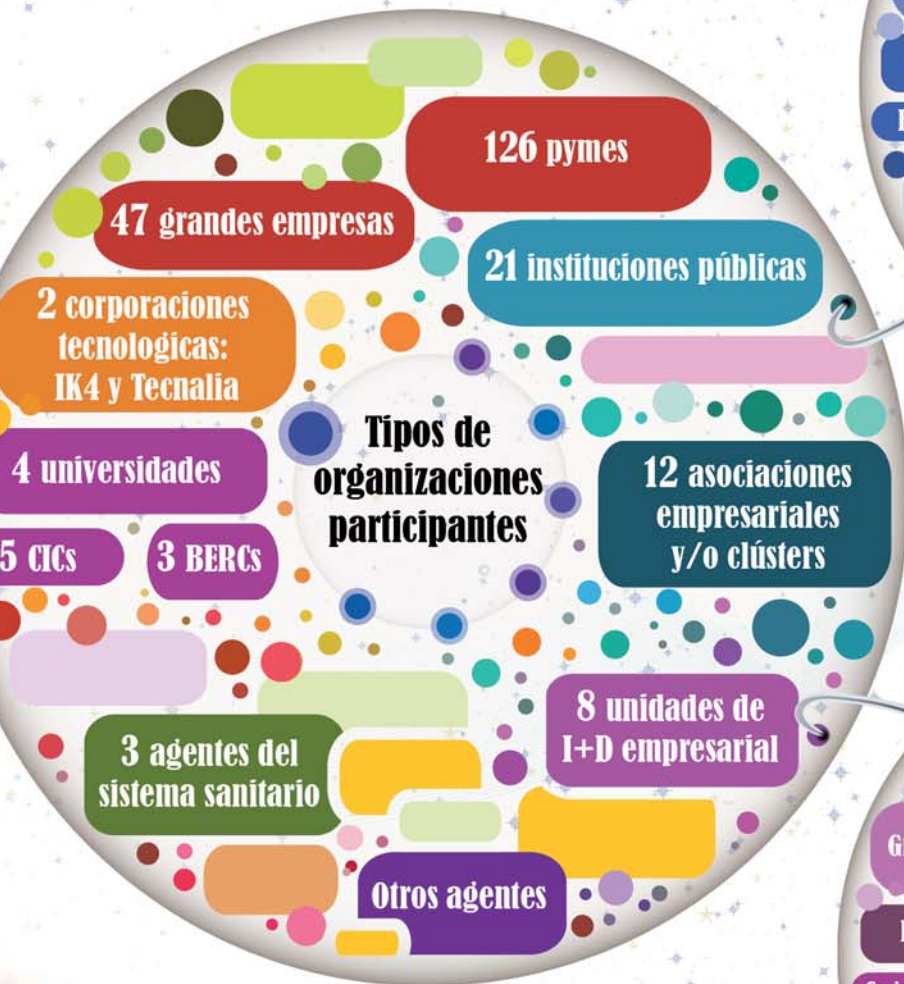 126 pymes
47 grandes empresas
21 instituciones públicas
2 corporaciones
tecnologicas:
IK4 y Tecnalia
Tipos de
organizaciones
participantes
4 universidades
12 asociaciones
empresariales
y/o clústers
5 CICs
3 BERCs
8 unidades de
I+D empresarial
3 agentes del
sistema sanitario
Otros agentes